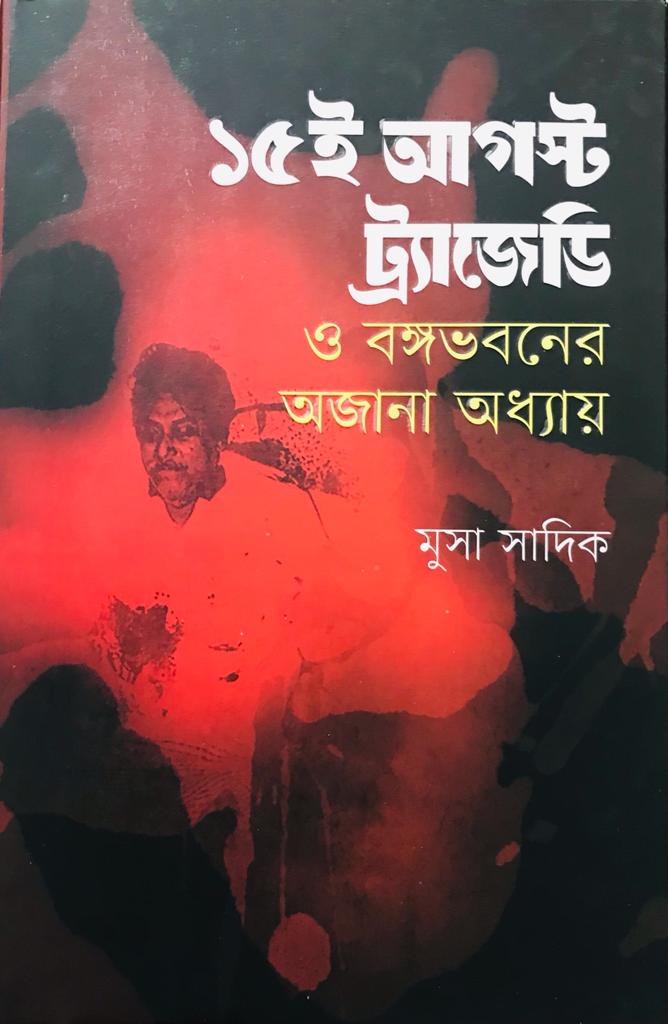 ১৫ই আগস্ট
ট্র্যাজেডি
ও বঙ্গভবনের
অজানা অধ্যায়
মুসা সাদিক